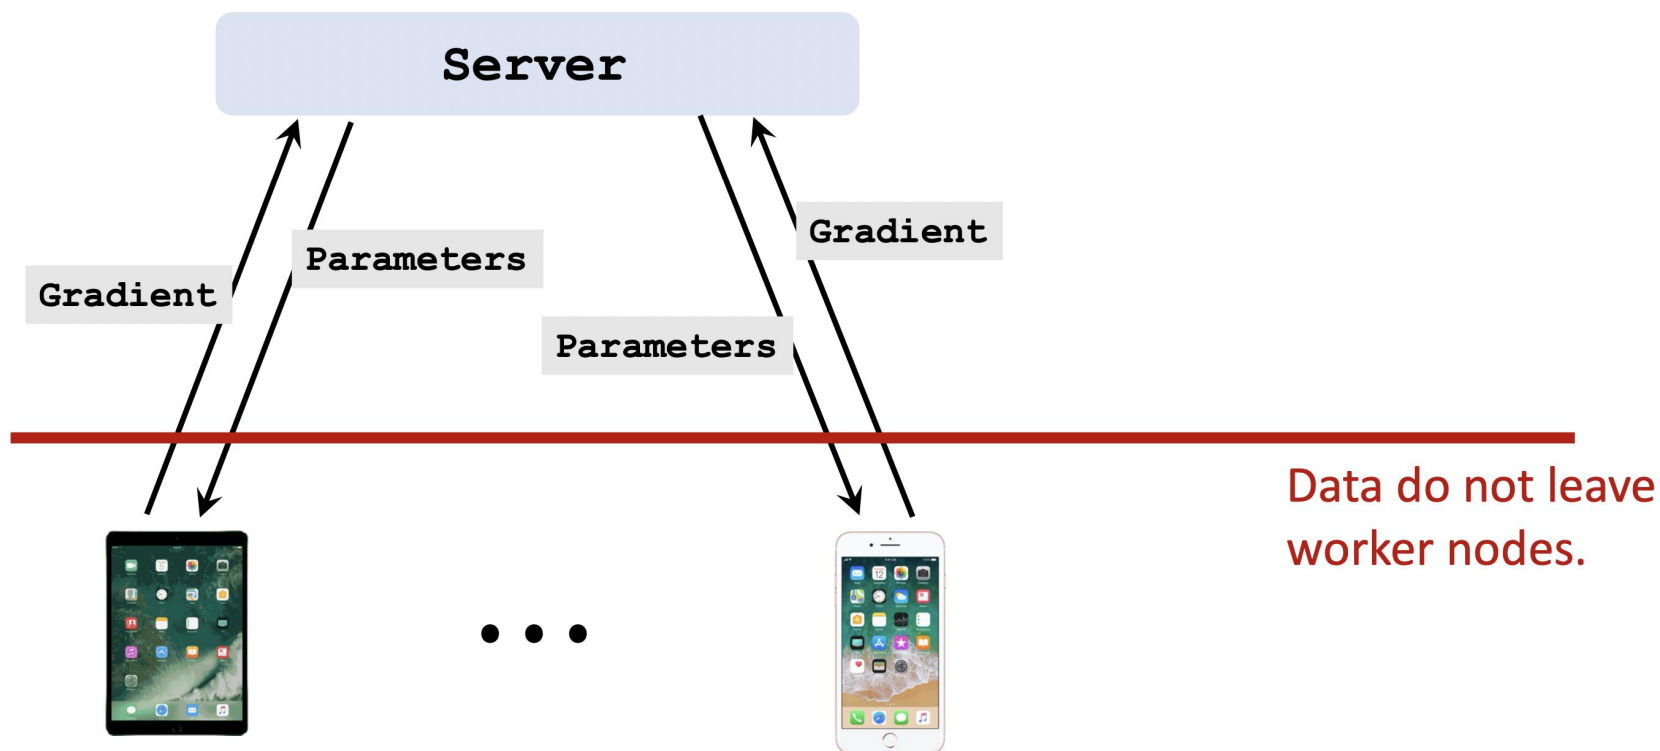 Server
Gradient
Parameters
Parameters
Gradient
Data do not leave
worker nodes.